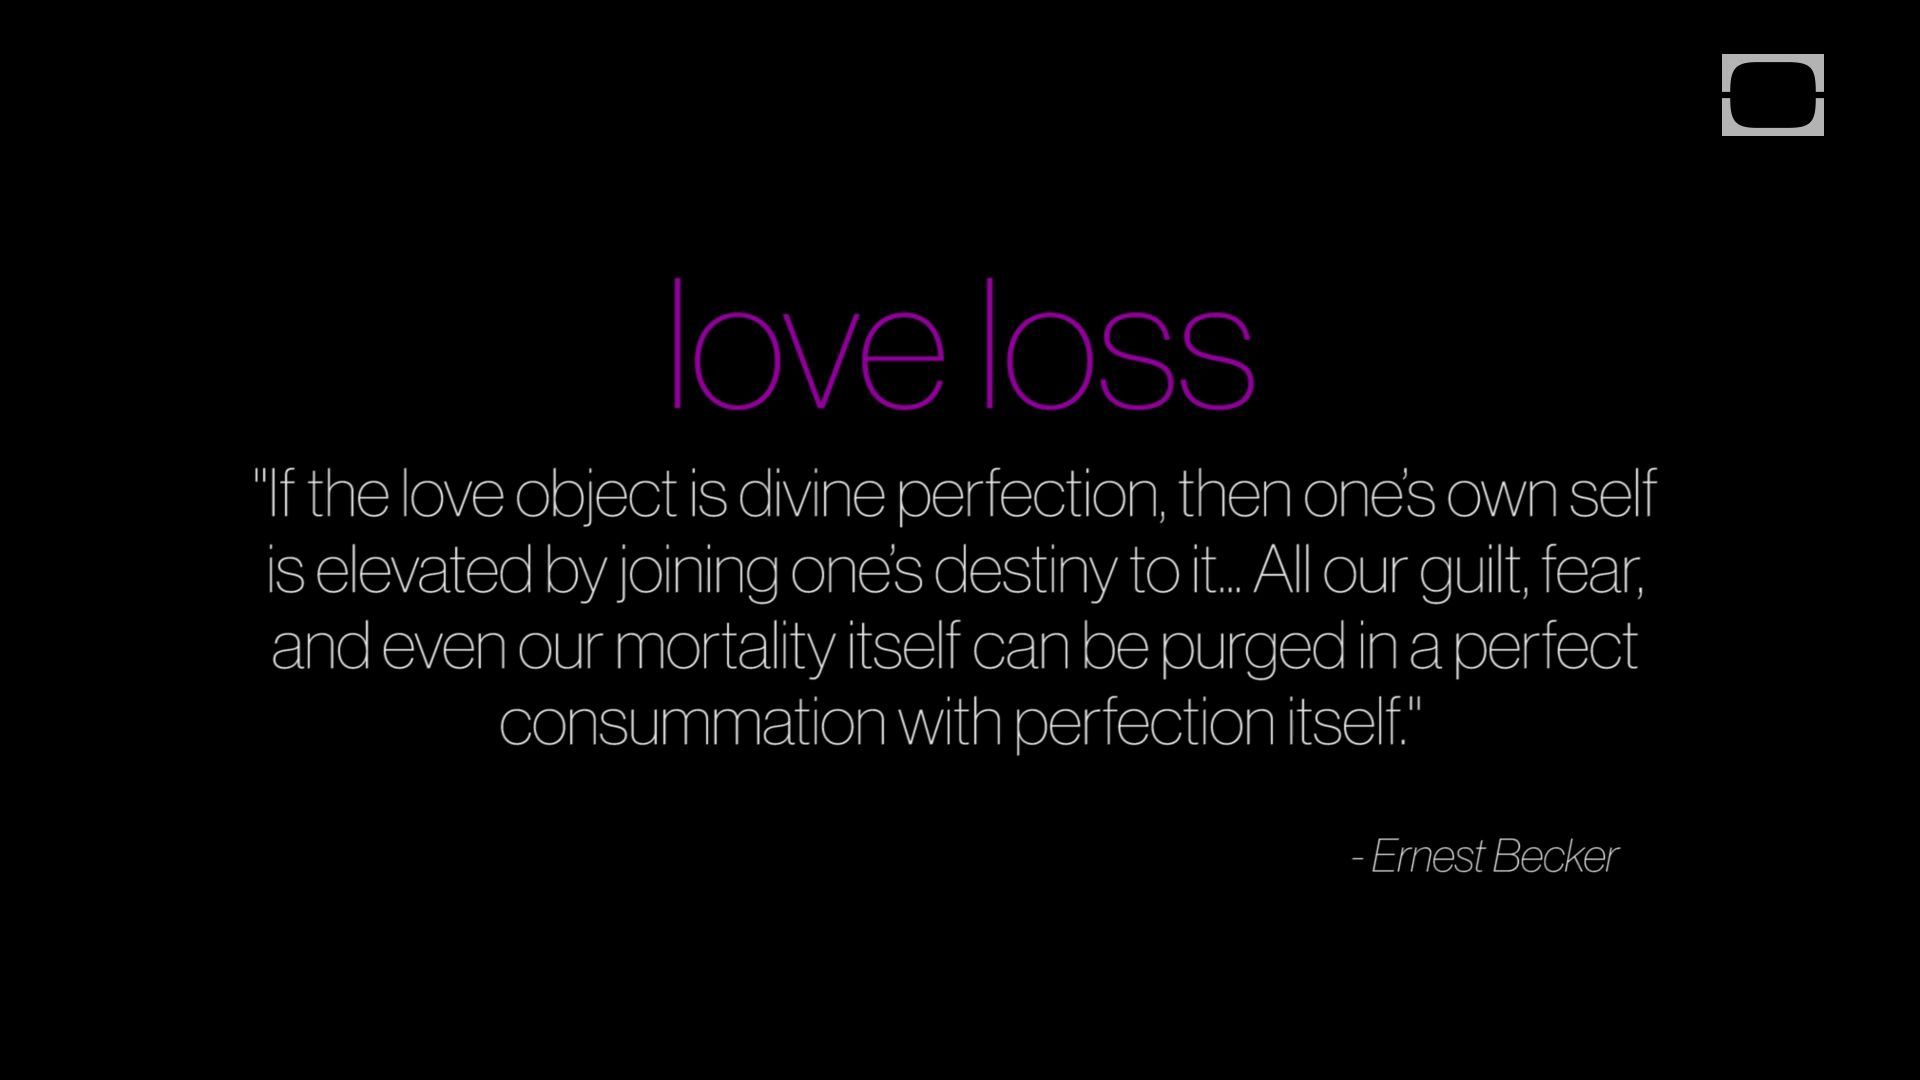 love loss
"If the love object is divine perfection, then one’s own self
is elevated by joining one’s destiny to it... All our guilt, fear,
and even our mortality itself can be purged in a perfect
consummation with perfection itself."
- Ernest Becker